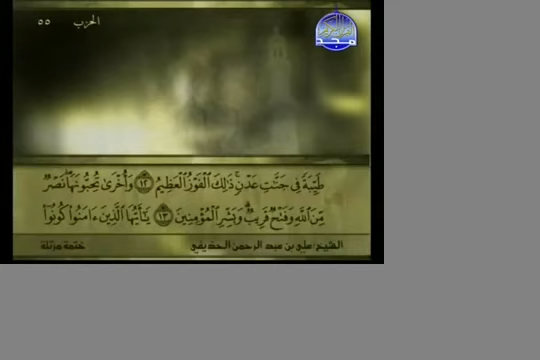 الحزب ٥٥
مجد
طَيِّبَةً فِي جَنَّٰتِ عَدْنٍۚ ذَٰلِكَ ٱلْفَوْزُ ٱلْعَظِيمُ ١٢ وَأُخْرَىٰ تُحِبُّونَهَاۖ نَصْرٌ
مِّنَ ٱللَّهِ وَفَتْحٌ قَرِيبٌۗ وَبَشِّرِ ٱلْمُؤْمِنِينَ ١٣ يَٰٓأَيُّهَا ٱلَّذِينَ ءَامَنُوا۟ كُونُوٓا۟
الشيخ: علي بن عبد الرحمن الحذيفي ختمة مرتلة